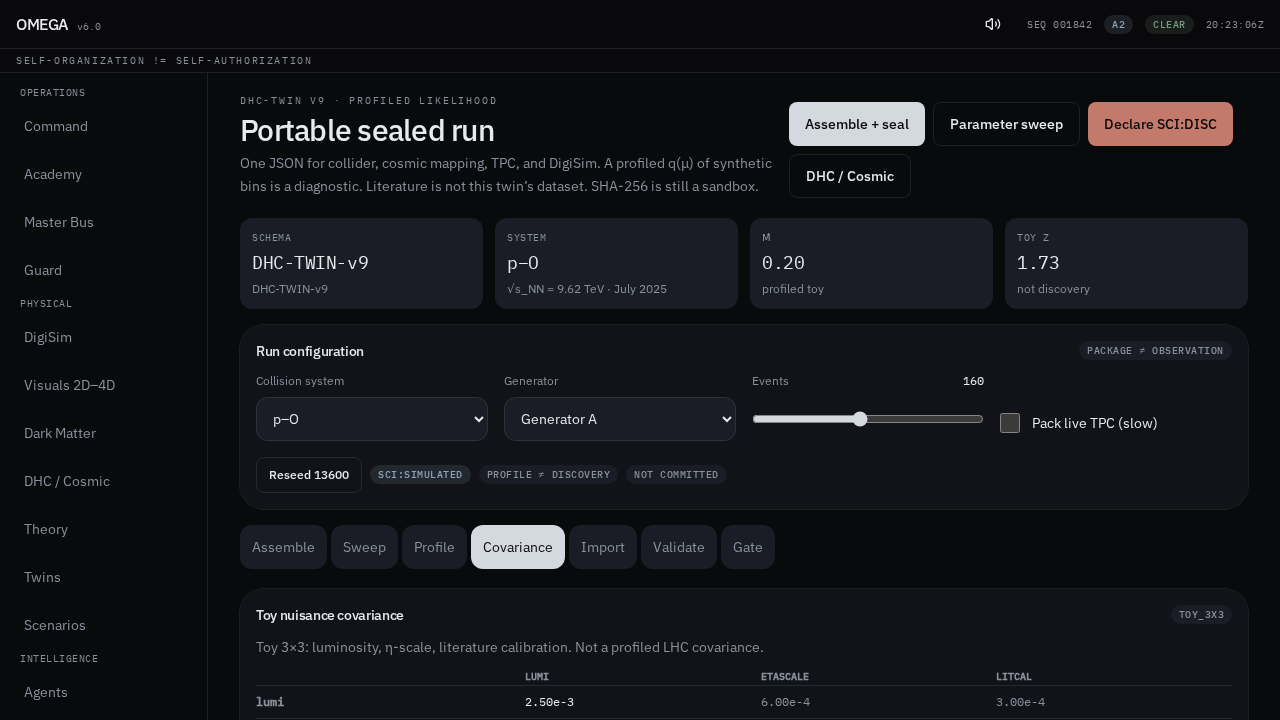 OMEGA v6.0
SEQ 001842 A2 CLEAR 20:23:06Z
SELF-ORGANIZATION != SELF-AUTHORIZATION
OPERATIONS
Command
Academy
Master Bus
Guard
PHYSICAL
DigiSim
Visuals 2D–4D
Dark Matter
DHC / Cosmic
Theory
Twins
Scenarios
INTELLIGENCE
Agents
DHC-TWIN V9 · PROFILED LIKELIHOOD
Portable sealed run
One JSON for collider, cosmic mapping, TPC, and DigiSim. A profiled q(μ) of synthetic
bins is a diagnostic. Literature is not this twin’s dataset. SHA-256 is still a sandbox.
Assemble + seal
Parameter sweep
Declare SCI:DISC
DHC / Cosmic
SCHEMA
DHC-TWIN-v9
DHC-TWIN-v9
SYSTEM
p–O
√s_NN = 9.62 TeV · July 2025
0.20
profiled toy
TOY Z
1.73
not discovery
Run configuration
PACKAGE ≠ OBSERVATION
Collision system
p–O
Generator
Generator A
Events 160
Pack live TPC (slow)
Reseed 13600
SCI:SIMULATED
PROFILE ≠ DISCOVERY
NOT COMMITTED
Assemble
Sweep
Profile
Covariance
Import
Validate
Gate
Toy nuisance covariance
TOY_3X3
Toy 3×3: luminosity, η-scale, literature calibration. Not a profiled LHC covariance.
LUMI ETASCALE LITCAL
lumi 2.50e-3 6.00e-4 3.00e-4